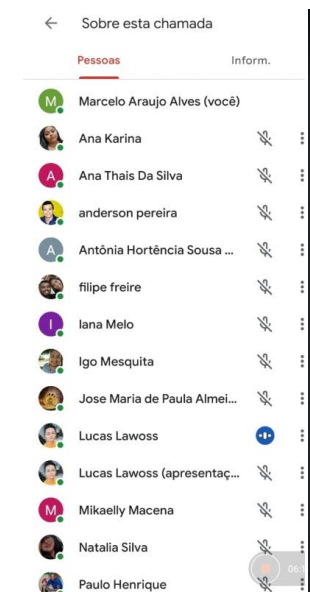 Sobre esta chamada
Pessoas Inform.
M Marcelo Araujo Alves (você)
Ana Karina
A Ana Thais Da Silva
anderson pereira
A Antônia Hortência Sousa ...
filipe freire
I Iana Melo
Igo Mesquita
Jose Maria de Paula Almei...
Lucas Lawoss
Lucas Lawoss (apresentaç...
M Mikaelly Macena
Natalia Silva
Paulo Henrique